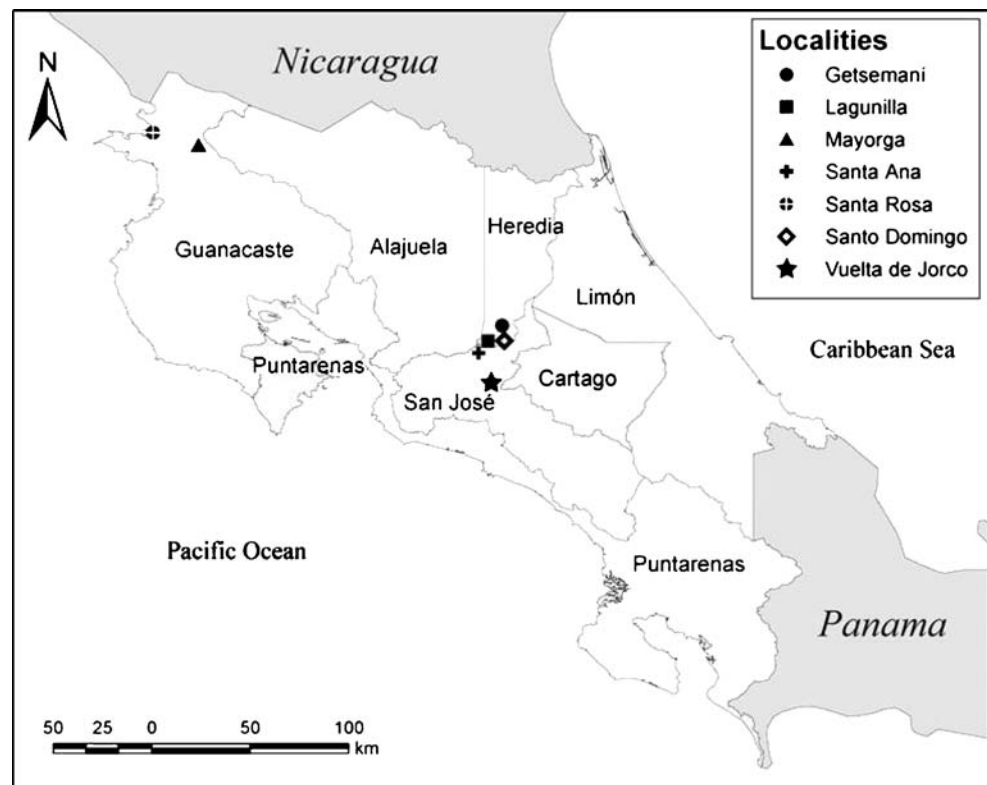 Nicaragua
N
Localities
Getsemaní
Lagunilla
Mayorga
Santa Ana
Santa Rosa
Santo Domingo
Vuelta de Jorco
Guanacaste
Alajuela
Heredia
Limón
Puntarenas
San José
Cartago
Caribbean Sea
Pacific Ocean
Puntarenas
Panama
50 25 0 50 100
km